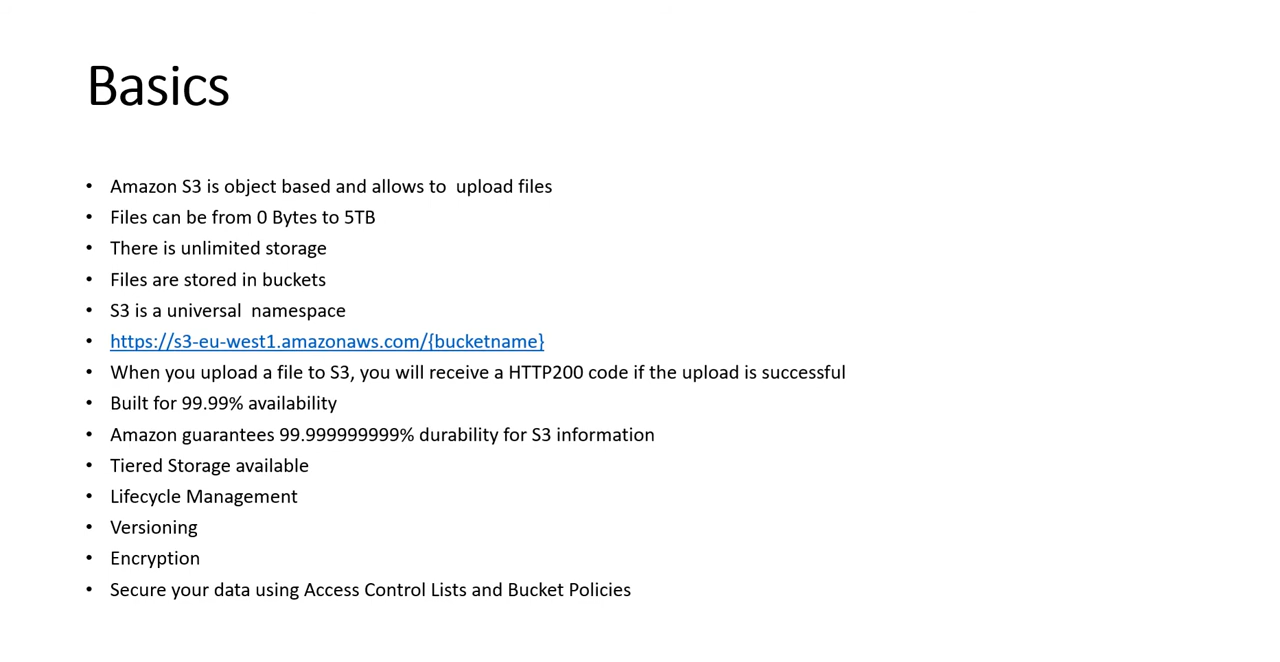 Basics
• Amazon S3 is object based and allows to  upload files
• Files can be from 0 Bytes to 5TB
• There is unlimited storage
• Files are stored in buckets
• S3 is a universal  namespace
• https://s3-eu-west1.amazonaws.com/{bucketname}
• When you upload a file to S3, you will receive a HTTP200 code if the upload is successful
• Built for 99.99% availability
• Amazon guarantees 99.999999999% durability for S3 information
• Tiered Storage available
• Lifecycle Management
• Versioning
• Encryption
• Secure your data using Access Control Lists and Bucket Policies